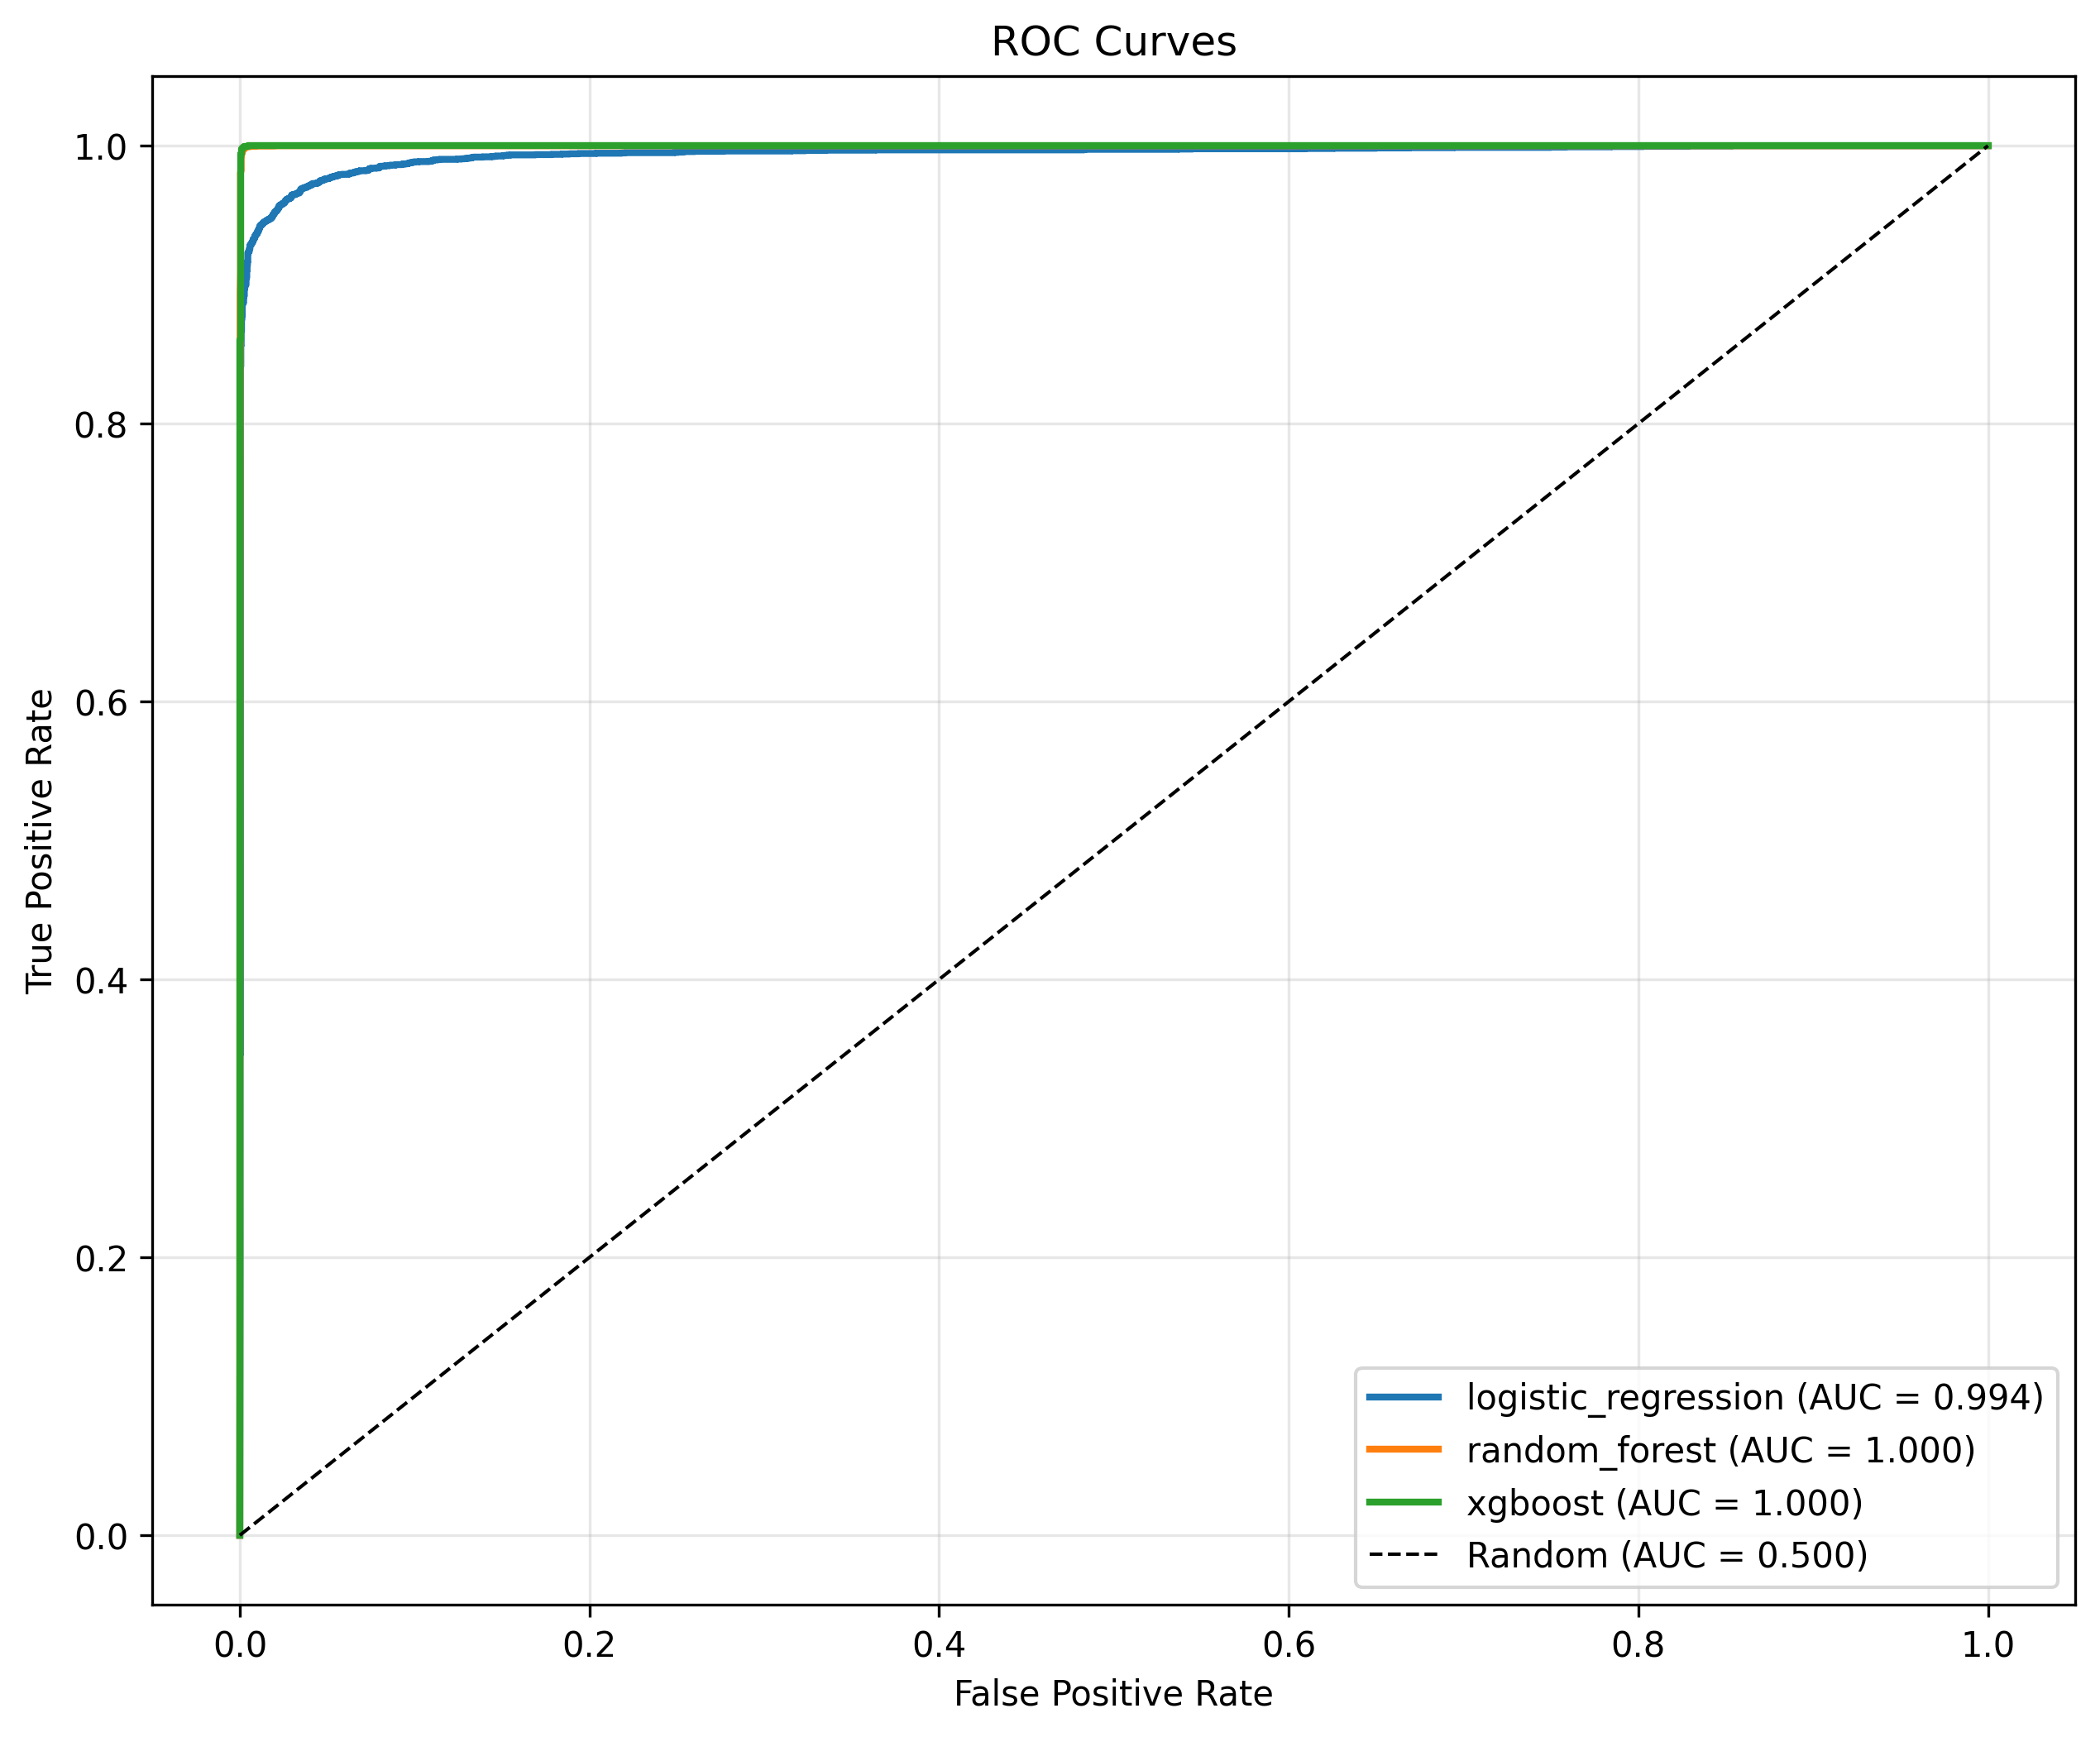 ROC Curves
True Positive Rate
1.0
0.8
0.6
0.4
0.2
0.0
logistic_regression (AUC = 0.994)
random_forest (AUC = 1.000)
xgboost (AUC = 1.000)
Random (AUC = 0.500)
0.0 0.2 0.4 0.6 0.8 1.0
False Positive Rate